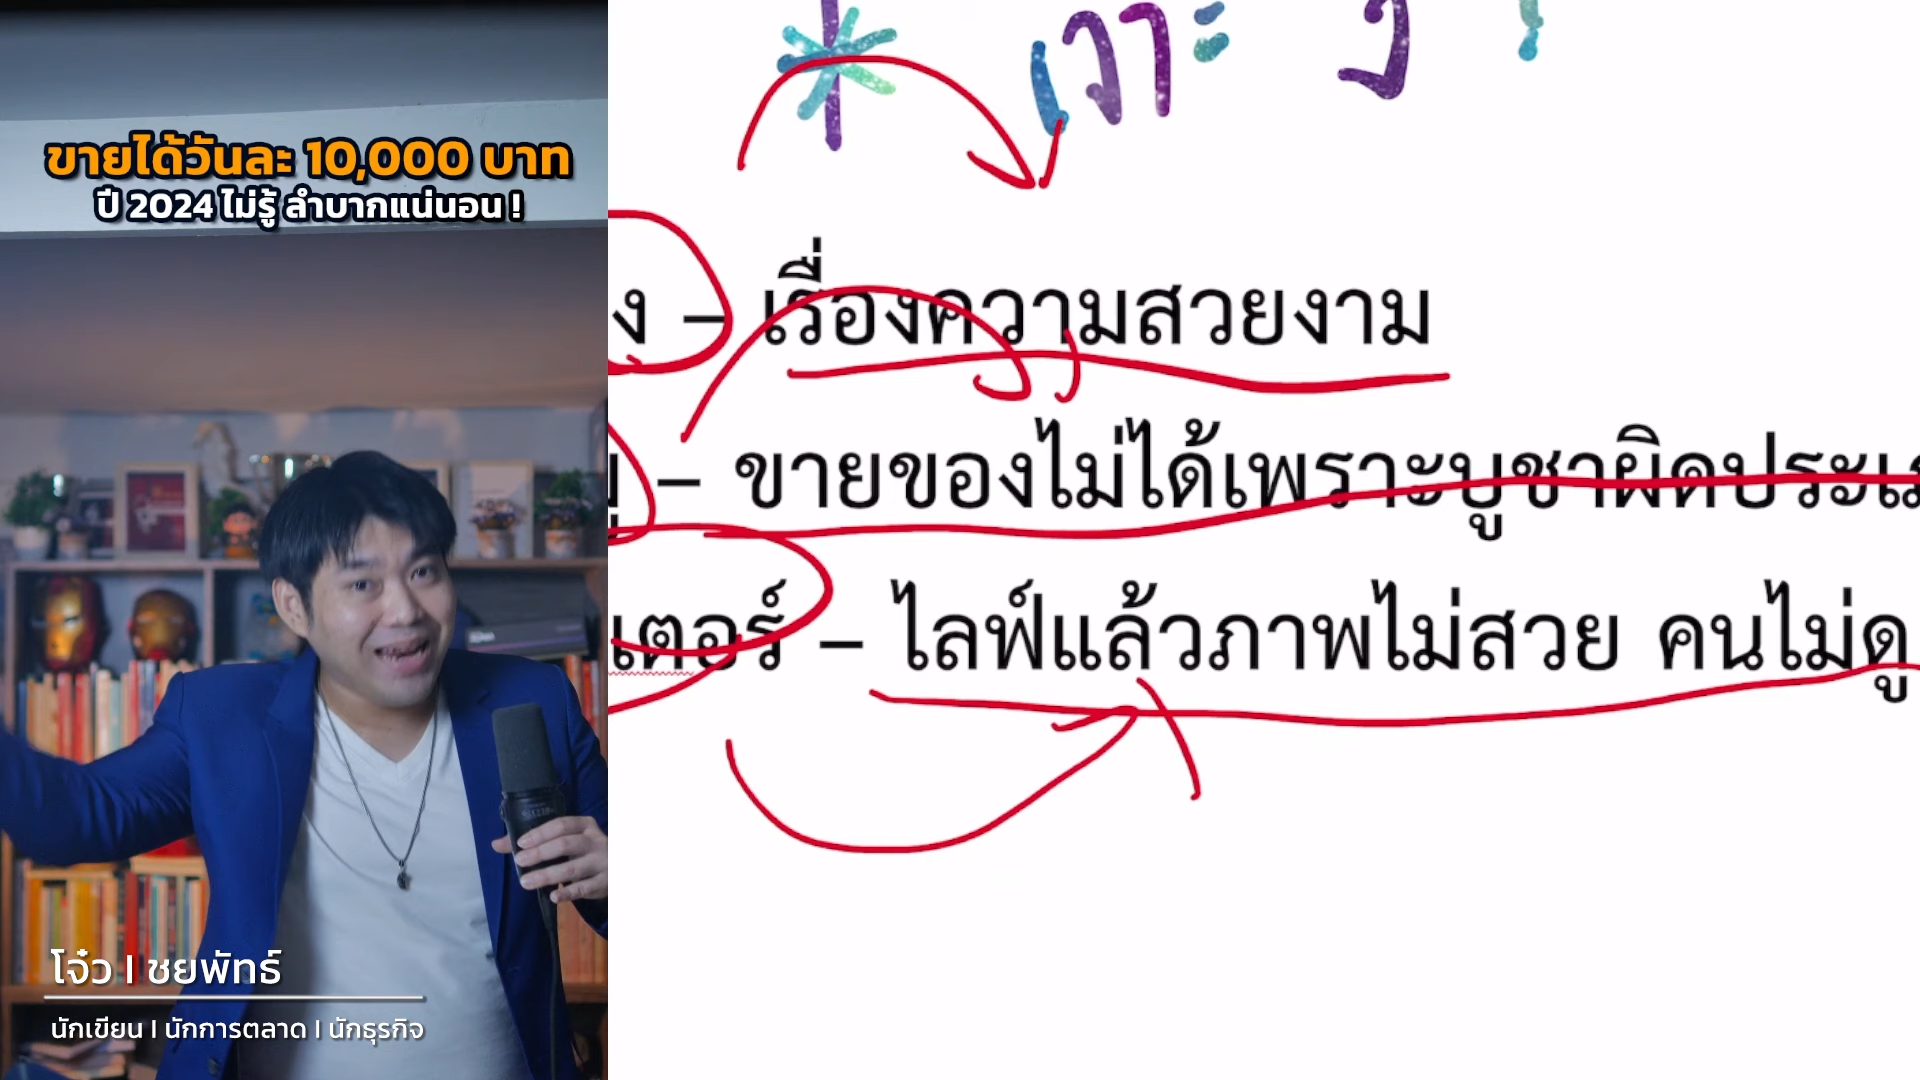 ขายได้วันละ 10,000 บาท
ปี 2024 ไม่รู้ ลำบากแน่นอน !
โจ๋ว I ชยพัทธ์
นักเขียน I นักการตลาด I นักธุรกิจ
เจาะ
ง – เรื่องความสวยงาม
– ขายของไม่ได้เพราะบูชาผิดประเ
เตอร์ – ไลฟ์แล้วภาพไม่สวย คนไม่ดู